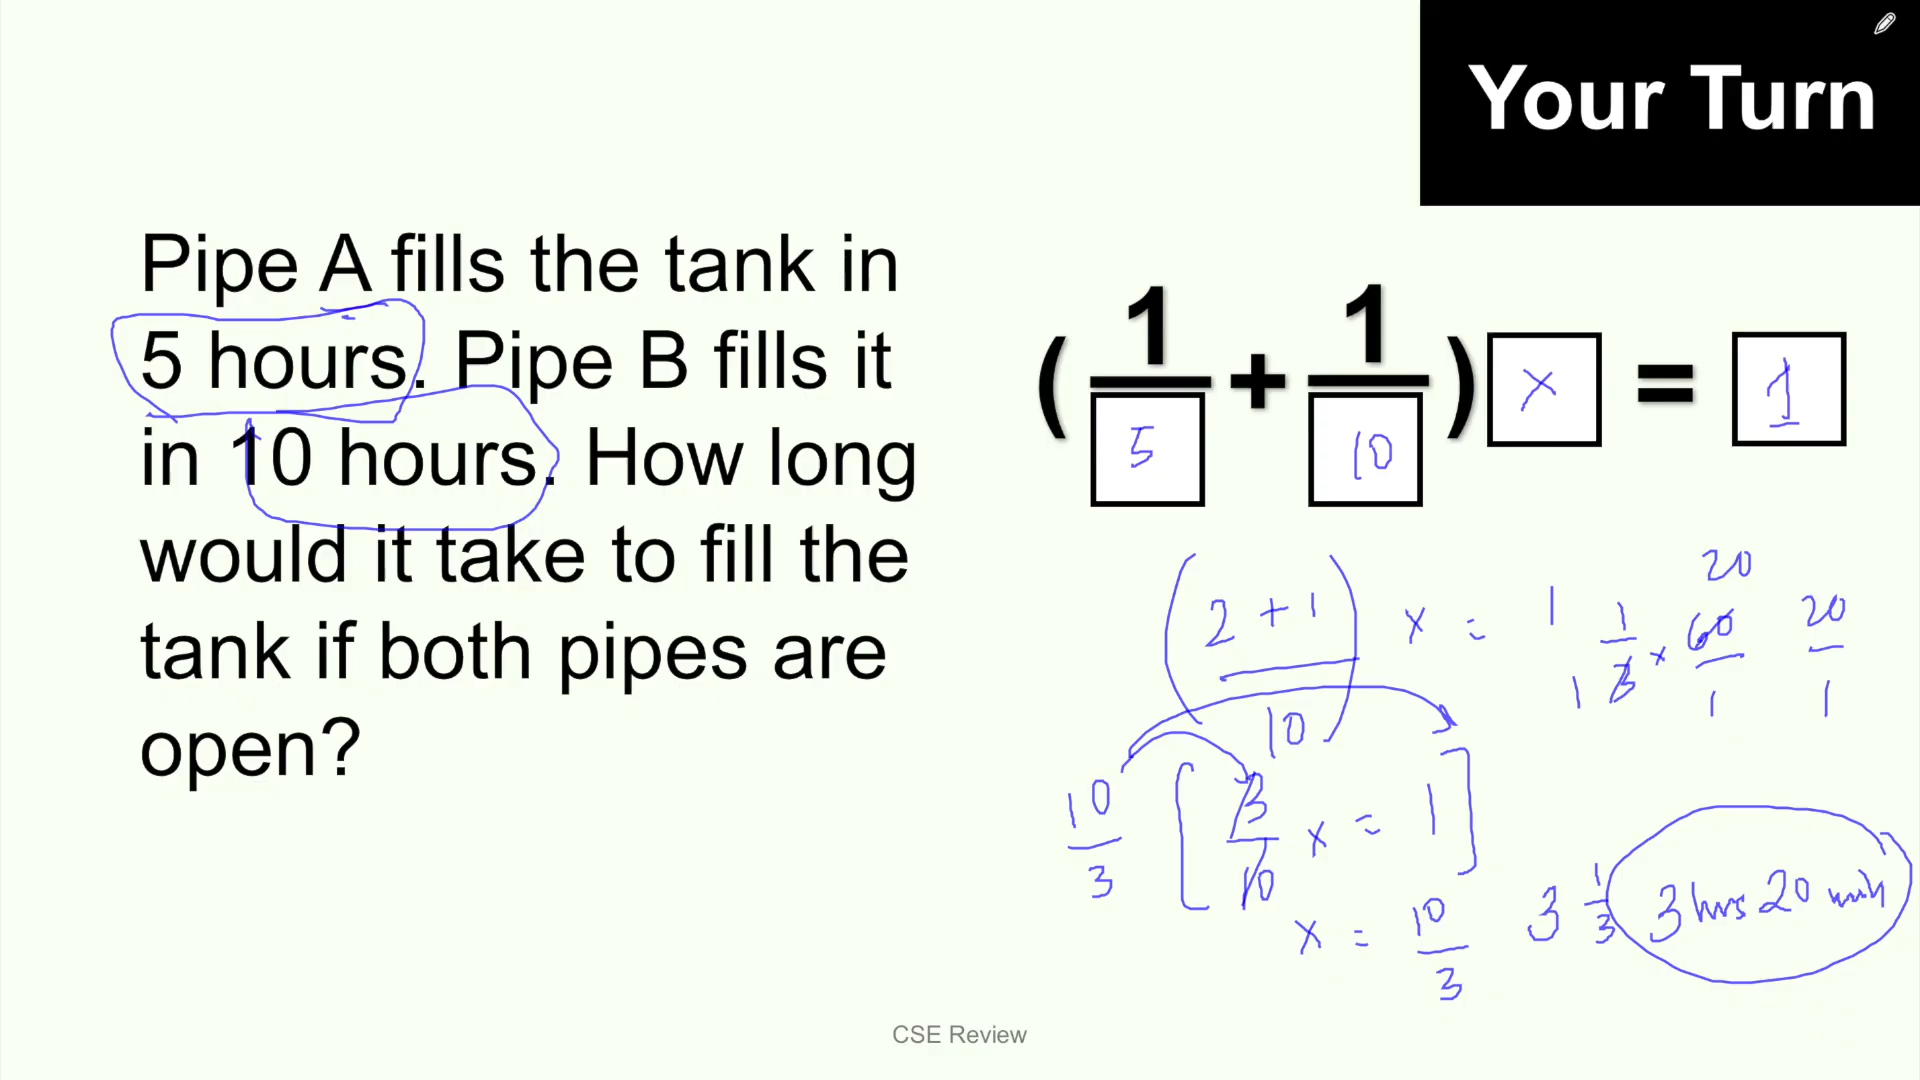 Your Turn
Pipe A fills the tank in
5 hours. Pipe B fills it
in 10 hours. How long
would it take to fill the
tank if both pipes are
open?
( 1/5 + 1/10 ) x = 1
( 2 + 1 / 10 ) x = 1
1/3 × 60/1 20/1
20
1 1
10/3 [ 3/10 x = 1 ]
x = 10/3 3 1/3 3 hrs 20 min
CSE Review